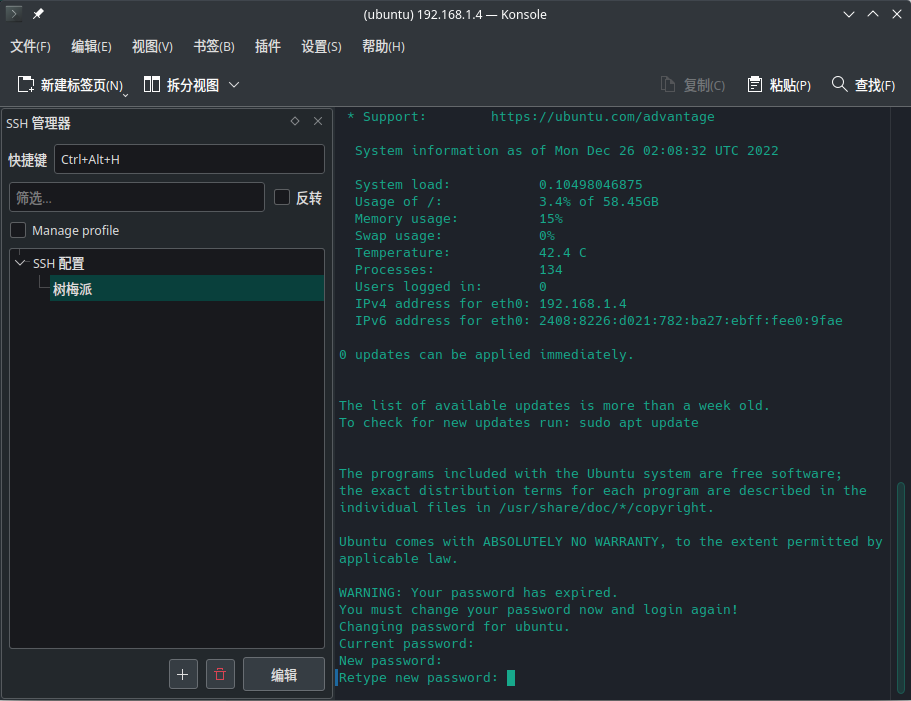 (ubuntu) 192.168.1.4 — Konsole
文件(F) 编辑(E) 视图(V) 书签(B) 插件 设置(S) 帮助(H)
新建标签页(N) 拆分视图 复制(C) 粘贴(P) 查找(F)
SSH 管理器
快捷键 Ctrl+Alt+H
筛选... 反转
Manage profile
SSH 配置
树梅派
编辑
* Support: https://ubuntu.com/advantage
System information as of Mon Dec 26 02:08:32 UTC 2022
System load: 0.10498046875
Usage of /: 3.4% of 58.45GB
Memory usage: 15%
Swap usage: 0%
Temperature: 42.4 C
Processes: 134
Users logged in: 0
IPv4 address for eth0: 192.168.1.4
IPv6 address for eth0: 2408:8226:d021:782:ba27:ebff:fee0:9fae
0 updates can be applied immediately.
The list of available updates is more than a week old.
To check for new updates run: sudo apt update
The programs included with the Ubuntu system are free software;
the exact distribution terms for each program are described in the
individual files in /usr/share/doc/*/copyright.
Ubuntu comes with ABSOLUTELY NO WARRANTY, to the extent permitted by
applicable law.
WARNING: Your password has expired.
You must change your password now and login again!
Changing password for ubuntu.
Current password:
New password:
Retype new password: